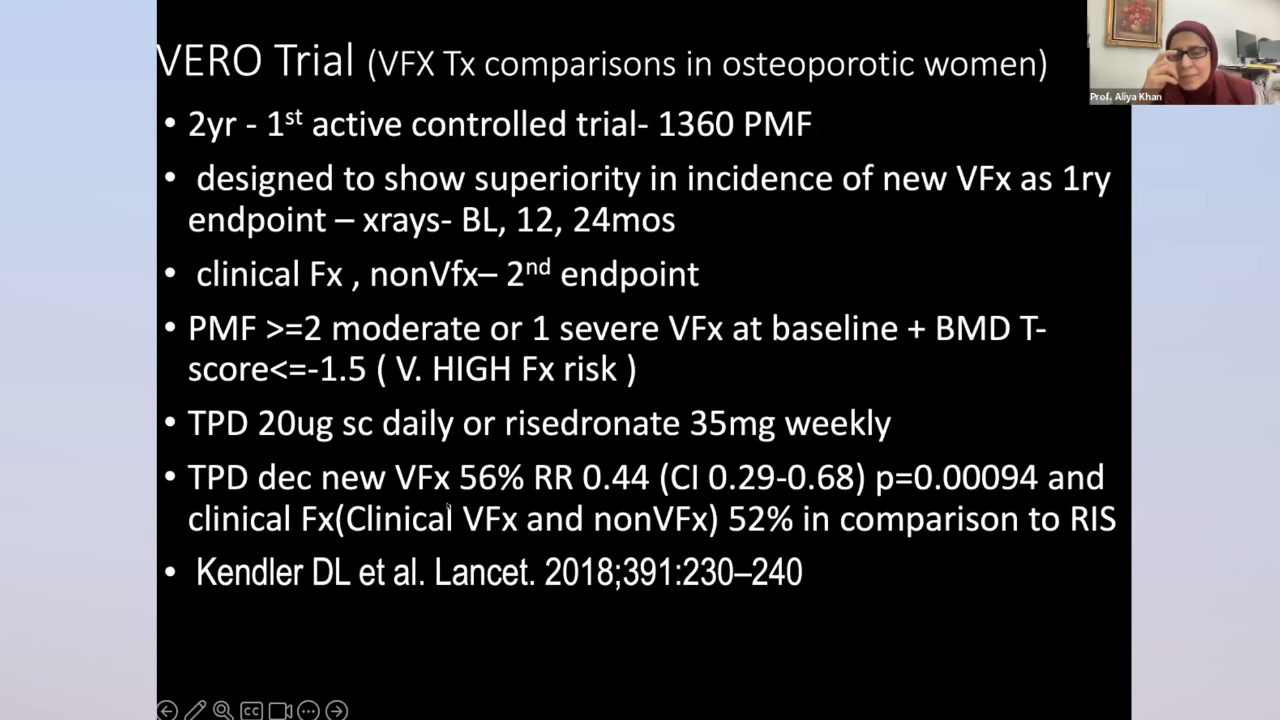 VERO Trial (VFX Tx comparisons in osteoporotic women)
• 2yr - 1st active controlled trial- 1360 PMF
• designed to show superiority in incidence of new VFx as 1ry
endpoint – xrays- BL, 12, 24mos
• clinical Fx , nonVfx– 2nd endpoint
• PMF >=2 moderate or 1 severe VFx at baseline + BMD T-
score<=-1.5 ( V. HIGH Fx risk )
• TPD 20ug sc daily or risedronate 35mg weekly
• TPD dec new VFx 56% RR 0.44 (CI 0.29-0.68) p=0.00094 and
clinical Fx(Clinical VFx and nonVFx) 52% in comparison to RIS
• Kendler DL et al. Lancet. 2018;391:230–240
Prof. Aliya Khan
CC